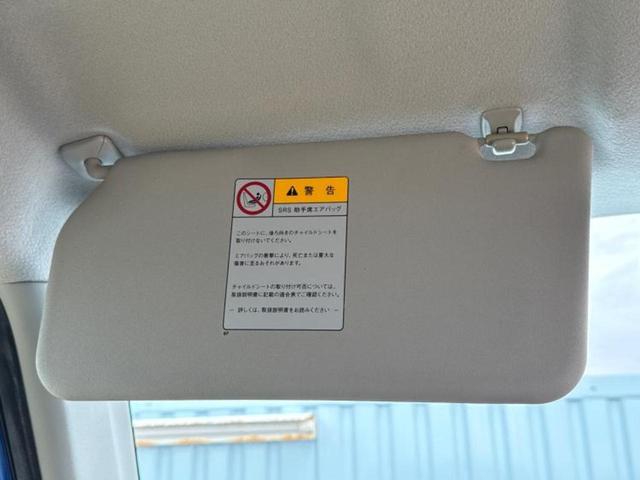 警告
SRS 助手席エアバッグ
このシートに、後ろ向きのチャイルドシートを
取り付けないでください。
エアバッグの衝撃により、死亡または重大な
傷害に至るおそれがあります。
チャイルドシートの取り付け可否については、
取扱説明書に記載の適合表でご確認ください。
― 詳しくは、取扱説明書をお読みください ―